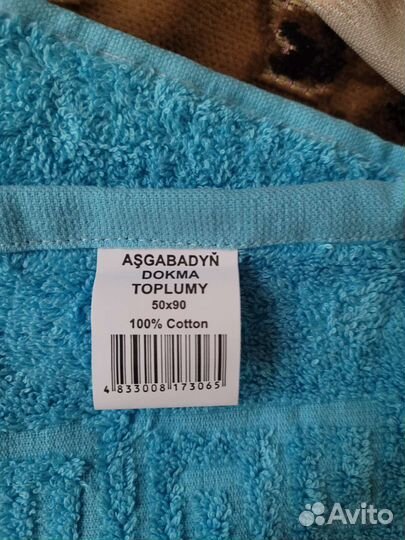 AŞGABADYŇ
DOKMA
TOPLUMY
50x90
100% Cotton
4 833008 173065
Avito